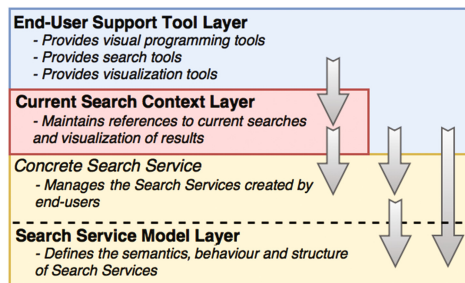 End-User Support Tool Layer
- Provides visual programming tools
- Provides search tools
- Provides visualization tools
Current Search Context Layer
- Maintains references to current searches
and visualization of results
Concrete Search Service
- Manages the Search Services created by
end-users
Search Service Model Layer
- Defines the semantics, behaviour and structure
of Search Services